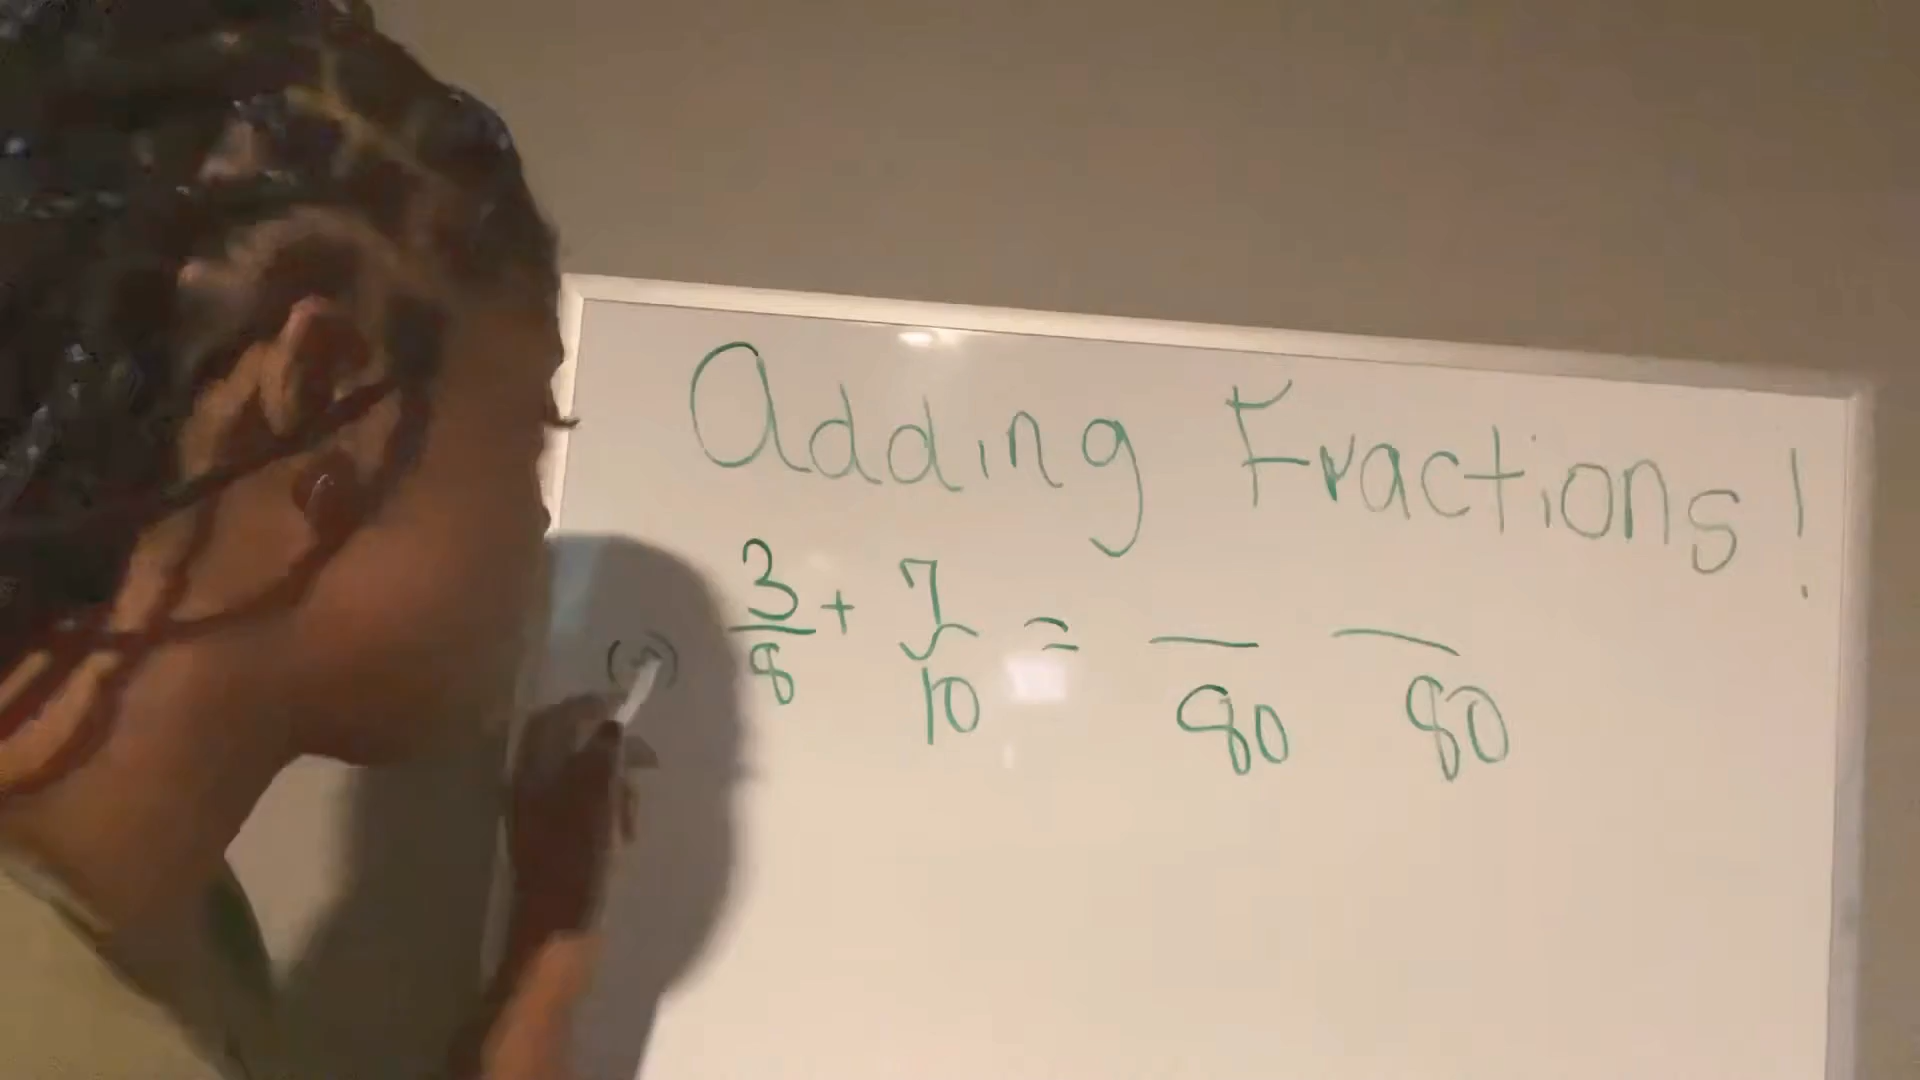 Adding Fractions!
3/8 + 7/10 = __/80 __/80